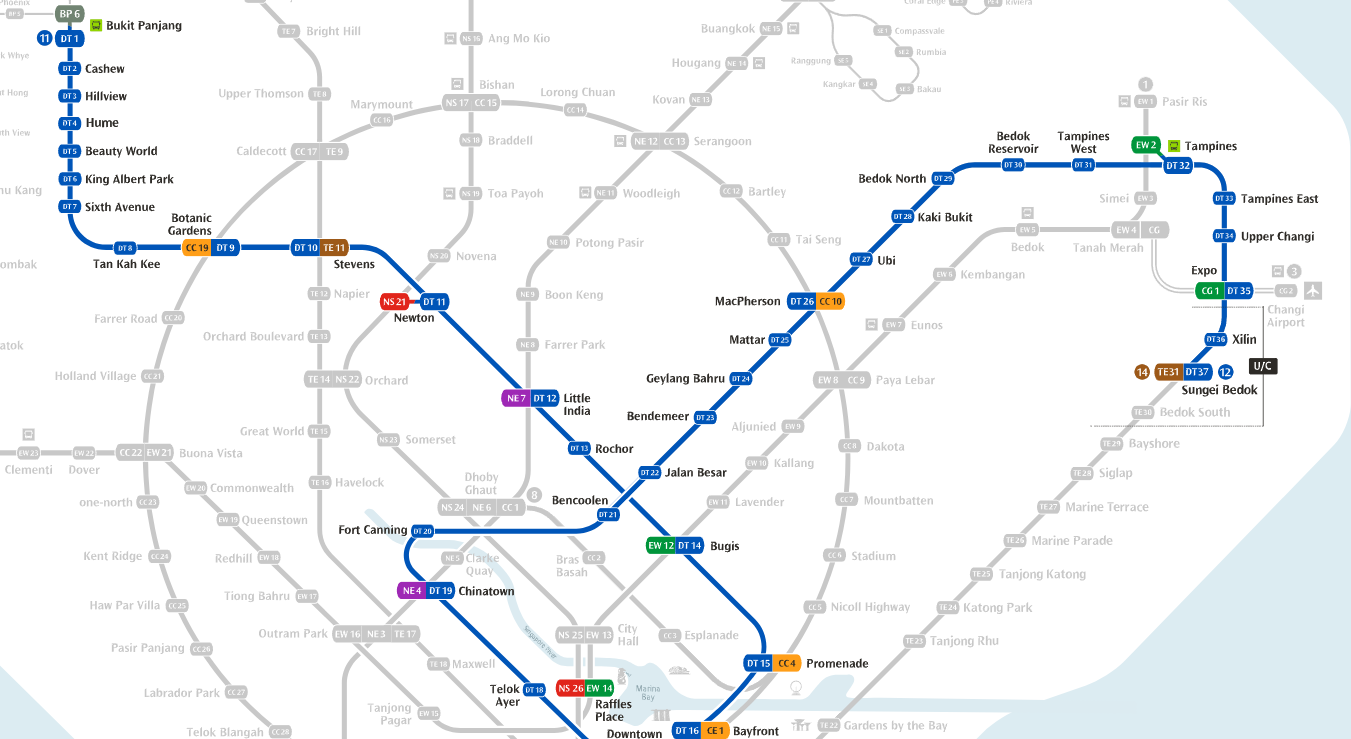 Phoenix
BP 6
Bukit Panjang
11
DT 1
DT 2
Cashew
DT 3
Hillview
DT 4
Hume
DT 5
Beauty World
DT 6
King Albert Park
DT 7
Sixth Avenue
DT 8
Tan Kah Kee
Botanic
Gardens
CC 19
DT 9
DT 10
TE 11
Stevens
NS 21
DT 11
Newton
NE 7
DT 12
Little
India
DT 13
Rochor
EW 12
DT 14
Bugis
DT 15
CC 4
Promenade
DT 16
CE 1
Bayfront
Downtown
NS 26
EW 14
Raffles
Place
Telok
Ayer
DT 18
NE 4
DT 19
Chinatown
Fort Canning
DT 20
Bencoolen
DT 21
DT 22
Jalan Besar
Bendemeer
DT 23
Geylang Bahru
DT 24
Mattar
DT 25
MacPherson
DT 26
CC 10
DT 27
Ubi
DT 28
Kaki Bukit
Bedok North
DT 29
Bedok
Reservoir
DT 30
Tampines
West
DT 31
EW 2
Tampines
DT 32
DT 33
Tampines East
DT 34
Upper Changi
Expo
CG 1
DT 35
DT 36
Xilin
U/C
14
TE31
DT37
12
Sungei Bedok
TE 7
Bright Hill
Upper Thomson
TE 8
Caldecott
CC 17
TE 9
TE 12
Napier
Orchard Boulevard
TE 13
TE 14
NS 22
Orchard
Great World
TE 15
TE 16
Havelock
Outram Park
EW 16
NE 3
TE 17
TE 18
Maxwell
TE 22
Gardens by the Bay
TE 23
Tanjong Rhu
TE 24
Katong Park
TE 25
Tanjong Katong
TE 26
Marine Parade
TE 27
Marine Terrace
TE 28
Siglap
TE 29
Bayshore
TE 30
Bedok South
NS 16
Ang Mo Kio
Bishan
NS 17
CC 15
NS 18
Braddell
NS 19
Toa Payoh
NS 20
Novena
NS 23
Somerset
Dhoby
Ghaut
NS 24
NE 6
CC 1
8
NS 25
EW 13
City
Hall
Buangkok
NE 15
Hougang
NE 14
Kovan
NE 13
NE 12
CC 13
Serangoon
NE 11
Woodleigh
NE 10
Potong Pasir
NE 9
Boon Keng
NE 8
Farrer Park
NE 5
Clarke
Quay
Marymount
CC 16
Lorong Chuan
CC 14
CC 12
Bartley
CC 11
Tai Seng
EW 8
CC 9
Paya Lebar
CC 8
Dakota
CC 7
Mountbatten
CC 6
Stadium
CC 5
Nicoll Highway
CC 3
Esplanade
Bras
Basah
CC 2
Farrer Road
CC 20
Holland Village
CC 21
CC 22
EW 21
Buona Vista
one-north
CC 23
Kent Ridge
CC 24
Haw Par Villa
CC 25
Pasir Panjang
CC 26
Labrador Park
CC 27
Telok Blangah
CC 28
EW 23
Clementi
EW 22
Dover
EW 20
Commonwealth
EW 19
Queenstown
Redhill
EW 18
Tiong Bahru
EW 17
Tanjong
Pagar
EW 15
EW 11
Lavender
EW 10
Kallang
Aljunied
EW 9
EW 7
Eunos
EW 6
Kembangan
EW 5
Bedok
EW 4
CG
Tanah Merah
Simei
EW 3
1
EW 1
Pasir Ris
3
CG 2
Changi
Airport
Riviera
Coral Edge
SE 1
Compassvale
SE 2
Rumbia
SE 3
Bakau
Kangkar
SE 4
Ranggung
SE 5
Singapore River
Marina
Bay